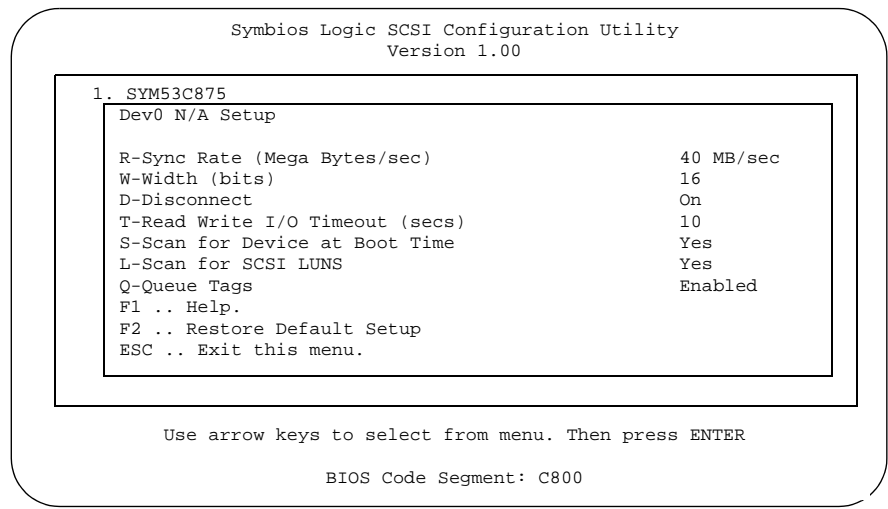 Symbios Logic SCSI Configuration Utility
Version 1.00
1. SYM53C875
Dev0 N/A Setup
R-Sync Rate (Mega Bytes/sec) 40 MB/sec
W-Width (bits) 16
D-Disconnect On
T-Read Write I/O Timeout (secs) 10
S-Scan for Device at Boot Time Yes
L-Scan for SCSI LUNS Yes
Q-Queue Tags Enabled
F1 .. Help.
F2 .. Restore Default Setup
ESC .. Exit this menu.
Use arrow keys to select from menu. Then press ENTER
BIOS Code Segment: C800